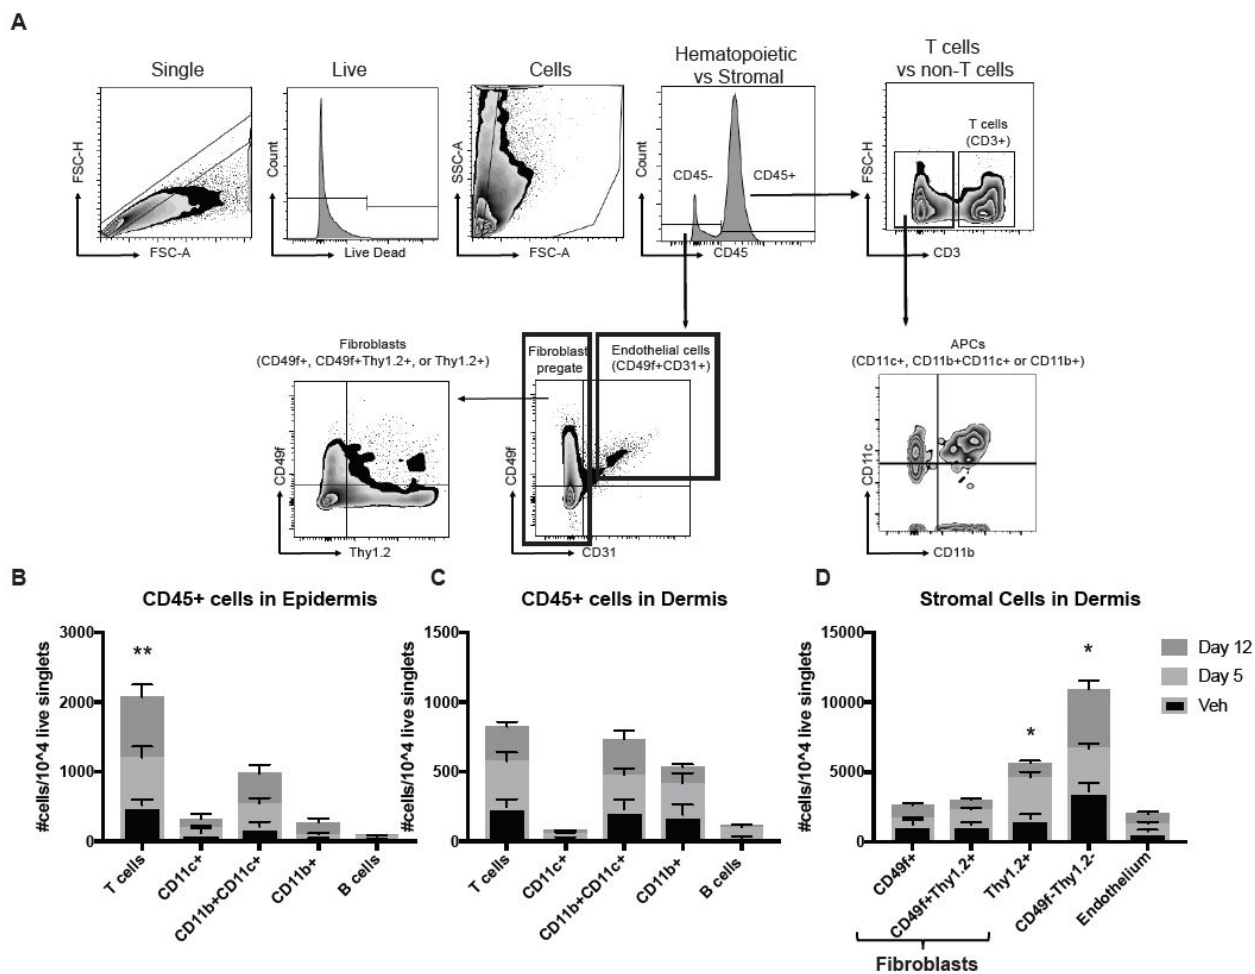 A
Single
Live
Cells
Hematopoietic
vs Stromal
T cells
vs non-T cells
FSC-H
FSC-A
Count
Live Dead
SSC-A
FSC-A
Count
CD45-
CD45+
CD45
FSC-H
T cells
(CD3+)
CD3
Fibroblasts
(CD49f+, CD49f+Thy1.2+, or Thy1.2+)
CD49f
Thy1.2
Fibroblast
pregate
Endothelial cells
(CD49f+CD31+)
CD49f
CD31
APCs
(CD11c+, CD11b+CD11c+ or CD11b+)
CD11c
CD11b
B
CD45+ cells in Epidermis
#cells/10^4 live singlets
3000
2000
1000
0
**
T cells
CD11c+
CD11b+CD11c+
CD11b+
B cells
C
CD45+ cells in Dermis
#cells/10^4 live singlets
1500
1000
500
0
T cells
CD11c+
CD11b+CD11c+
CD11b+
B cells
D
Stromal Cells in Dermis
#cells/10^4 live singlets
15000
10000
5000
0
*
*
CD49f+
CD49f+Thy1.2+
Thy1.2+
CD49f-Thy1.2-
Endothelium
Fibroblasts
Day 12
Day 5
Veh